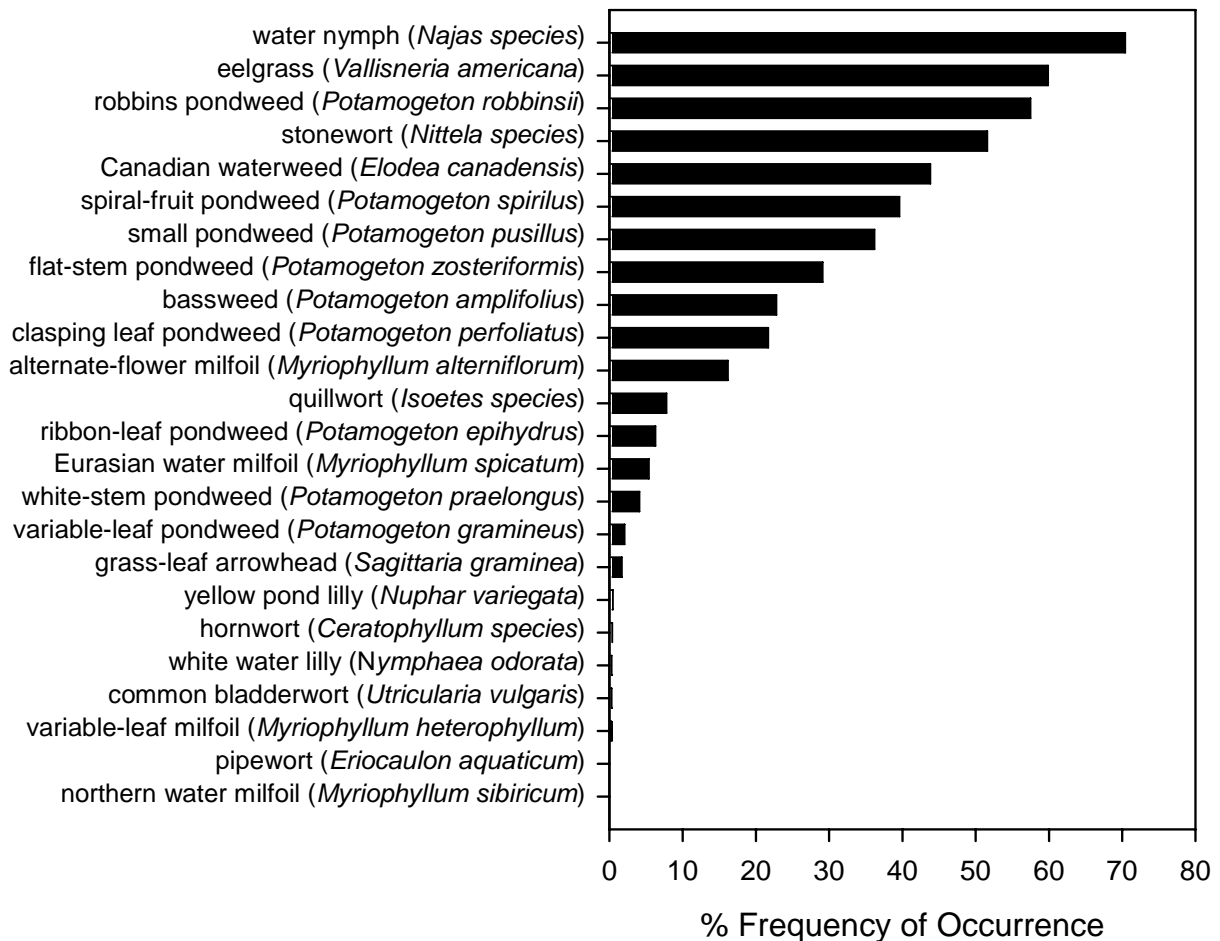 water nymph (Najas species)
eelgrass (Vallisneria americana)
robbins pondweed (Potamogeton robbinsii)
stonewort (Nittela species)
Canadian waterweed (Elodea canadensis)
spiral-fruit pondweed (Potamogeton spirilus)
small pondweed (Potamogeton pusillus)
flat-stem pondweed (Potamogeton zosteriformis)
bassweed (Potamogeton amplifolius)
clasping leaf pondweed (Potamogeton perfoliatus)
alternate-flower milfoil (Myriophyllum alterniflorum)
quillwort (Isoetes species)
ribbon-leaf pondweed (Potamogeton epihydrus)
Eurasian water milfoil (Myriophyllum spicatum)
white-stem pondweed (Potamogeton praelongus)
variable-leaf pondweed (Potamogeton gramineus)
grass-leaf arrowhead (Sagittaria graminea)
yellow pond lilly (Nuphar variegata)
hornwort (Ceratophyllum species)
white water lilly (Nymphaea odorata)
common bladderwort (Utricularia vulgaris)
variable-leaf milfoil (Myriophyllum heterophyllum)
pipewort (Eriocaulon aquaticum)
northern water milfoil (Myriophyllum sibiricum)
0 10 20 30 40 50 60 70 80
% Frequency of Occurrence